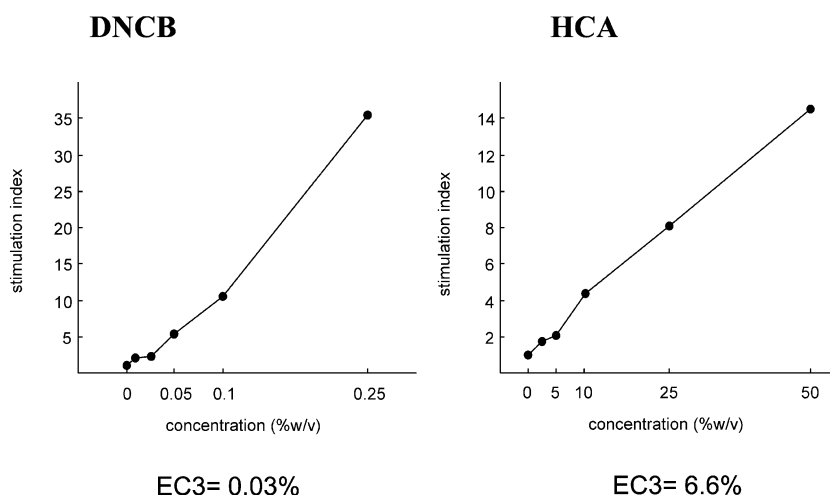 DNCB
35
30
25
20
15
10
5
stimulation index
0 0.05 0.1 0.25
concentration (%w/v)
EC3= 0.03%
HCA
14
12
10
8
6
4
2
stimulation index
0 5 10 25 50
concentration (%w/v)
EC3= 6.6%